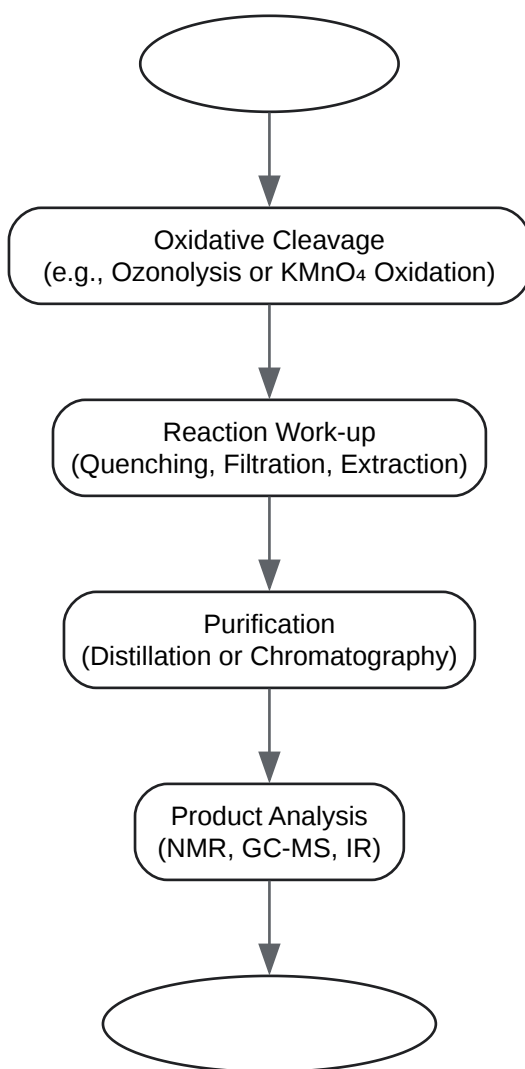 Oxidative Cleavage
(e.g., Ozonolysis or KMnO₄ Oxidation)
Reaction Work-up
(Quenching, Filtration, Extraction)
Purification
(Distillation or Chromatography)
Product Analysis
(NMR, GC-MS, IR)